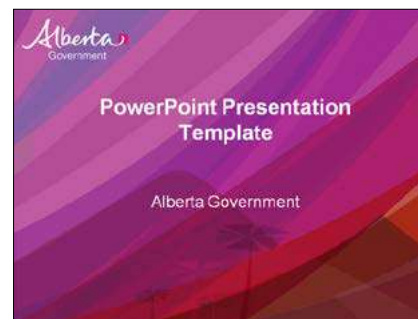 Alberta
Government
PowerPoint Presentation
Template
Alberta Government